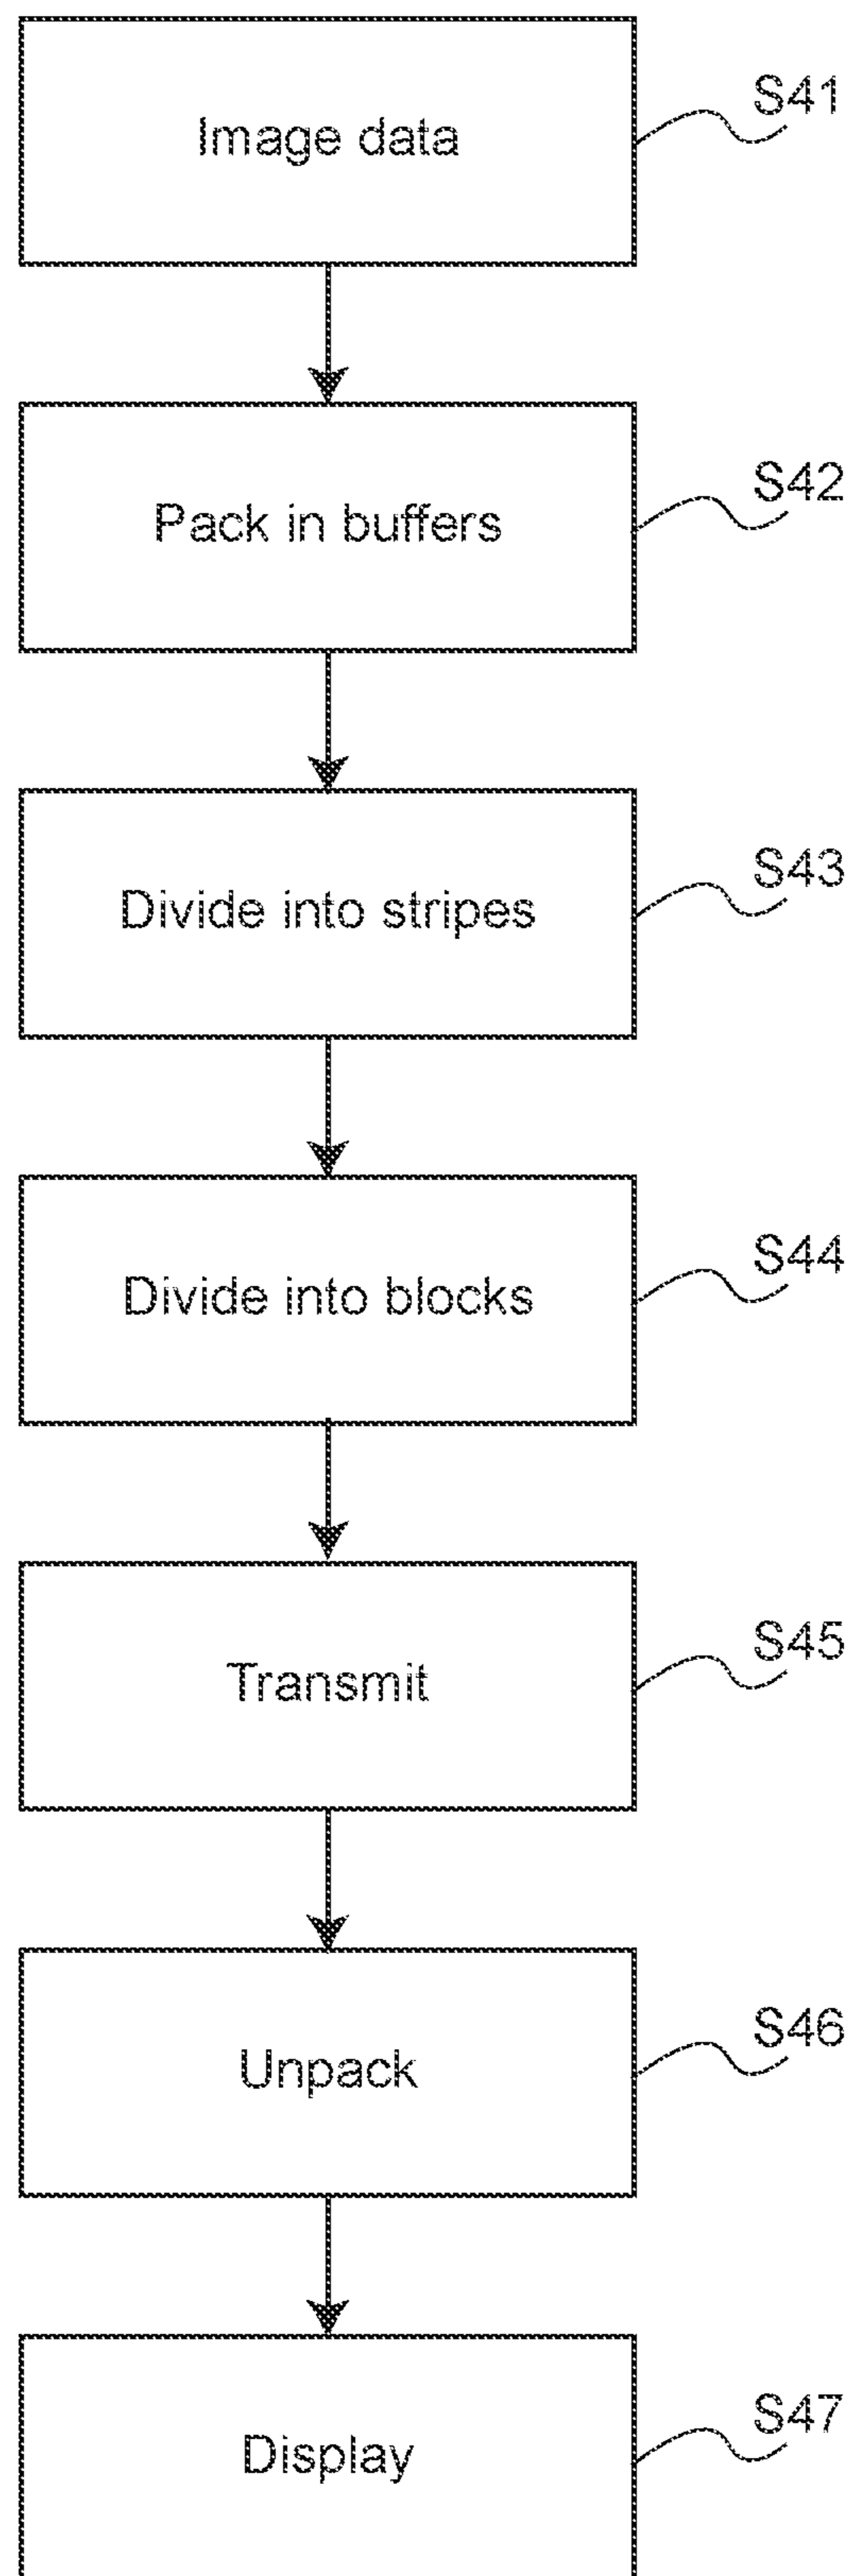 Image data
S41
Pack in buffers
S42
Divide into stripes
S43
Divide into blocks
S44
Transmit
S45
Unpack
S46
Display
S47